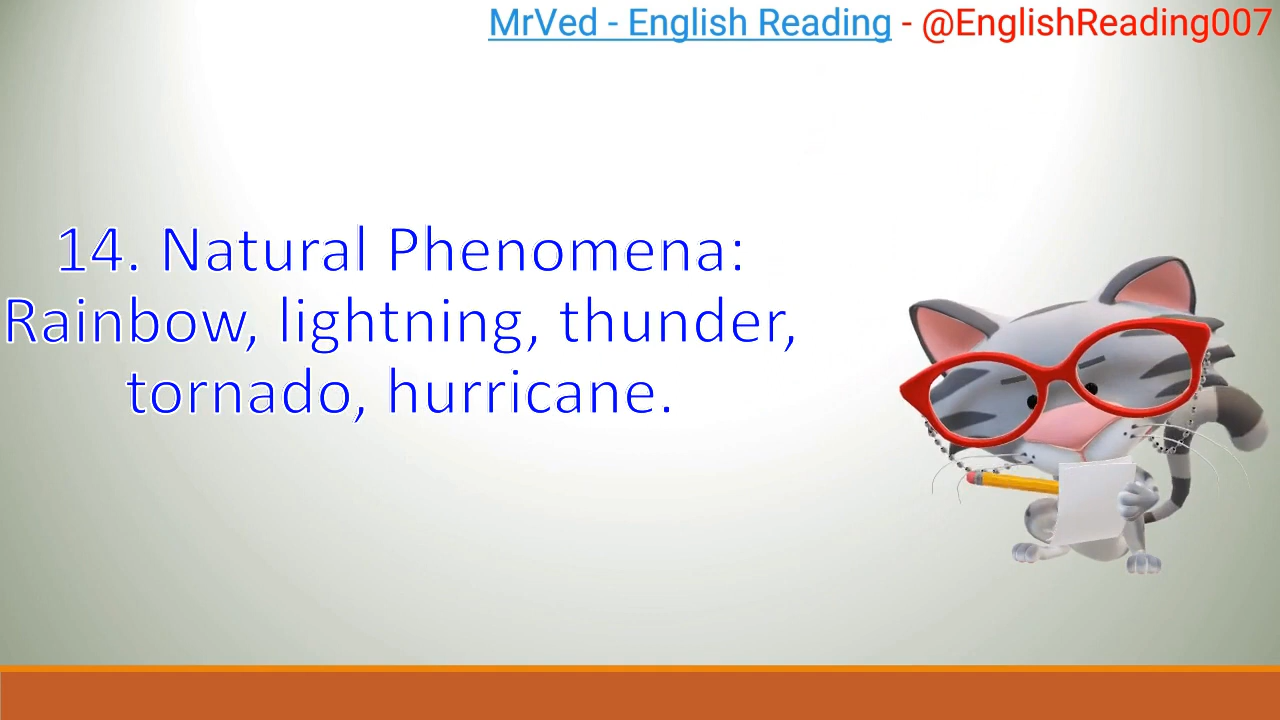 MrVed - English Reading - @EnglishReading007
14. Natural Phenomena:
Rainbow, lightning, thunder,
tornado, hurricane.